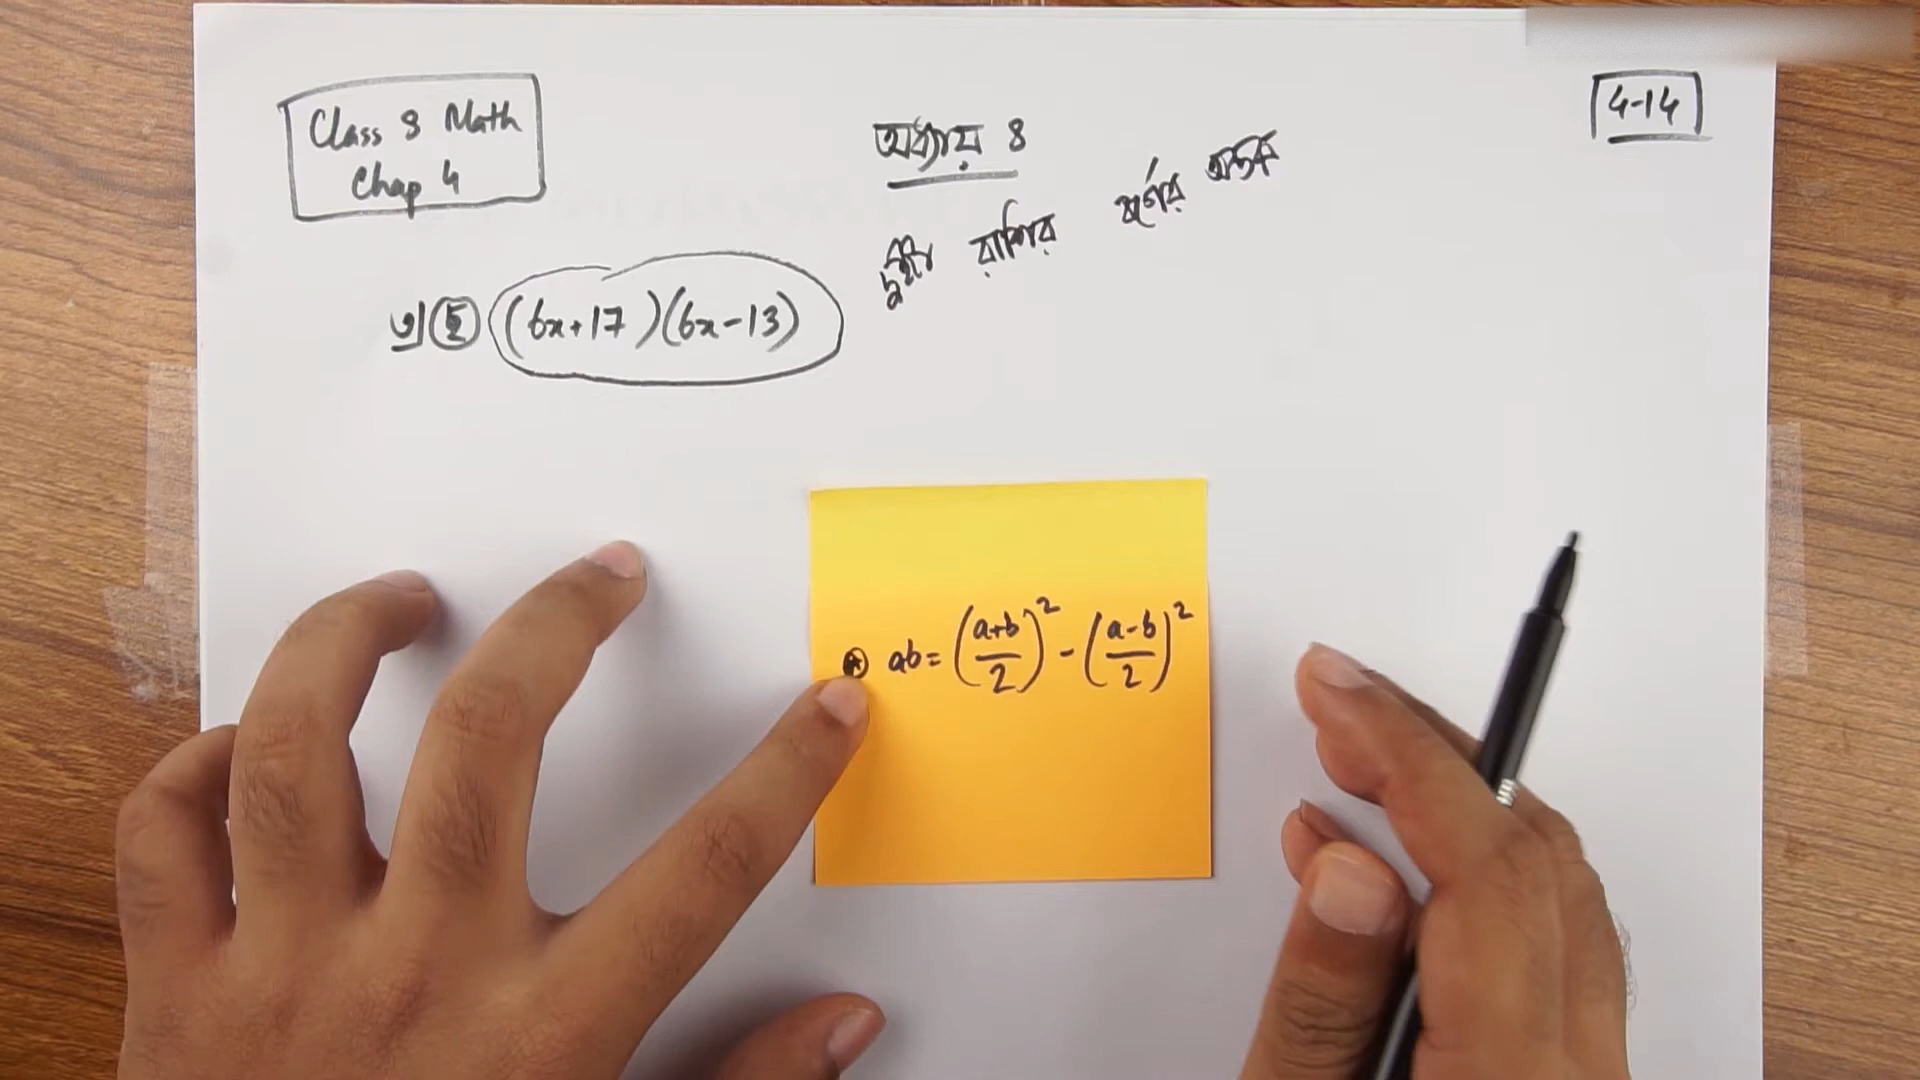 Class 8 Math
Chap 4
4-14
অধ্যায় ৪
দুইটি রাশির বর্গের অন্তর
৩। ঙ (6x+17)(6x-13)
ab = ((a+b)/2)² - ((a-b)/2)²